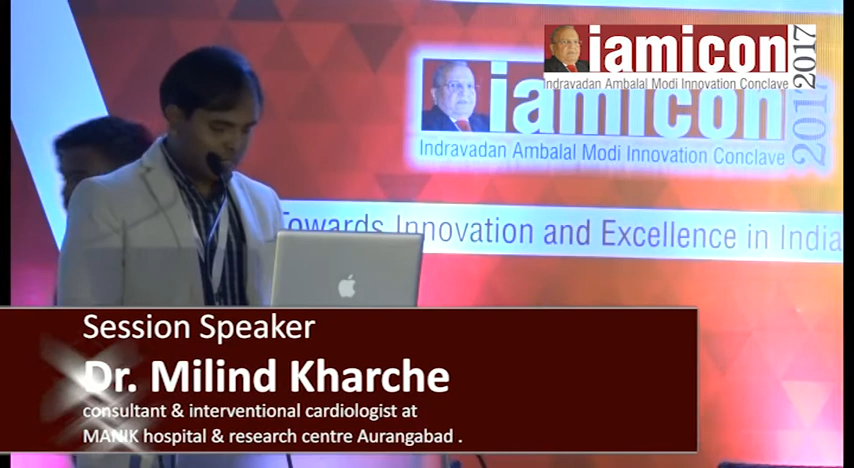 iamicon 2017
Indravadan Ambalal Modi Innovation Conclave
iamicon 2017
Indravadan Ambalal Modi Innovation Conclave
Towards Innovation and Excellence in India
Session Speaker
Dr. Milind Kharche
consultant & interventional cardiologist at
MANIK hospital & research centre Aurangabad .